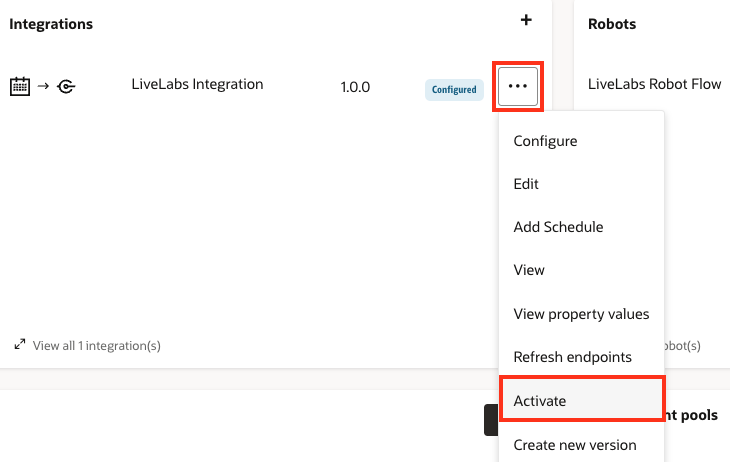 Integrations
+
Robots
LiveLabs Integration
1.0.0
Configured
...
LiveLabs Robot Flow
Configure
Edit
Add Schedule
View
View property values
Refresh endpoints
Activate
Create new version
View all 1 integration(s)
obot(s)
nt pools